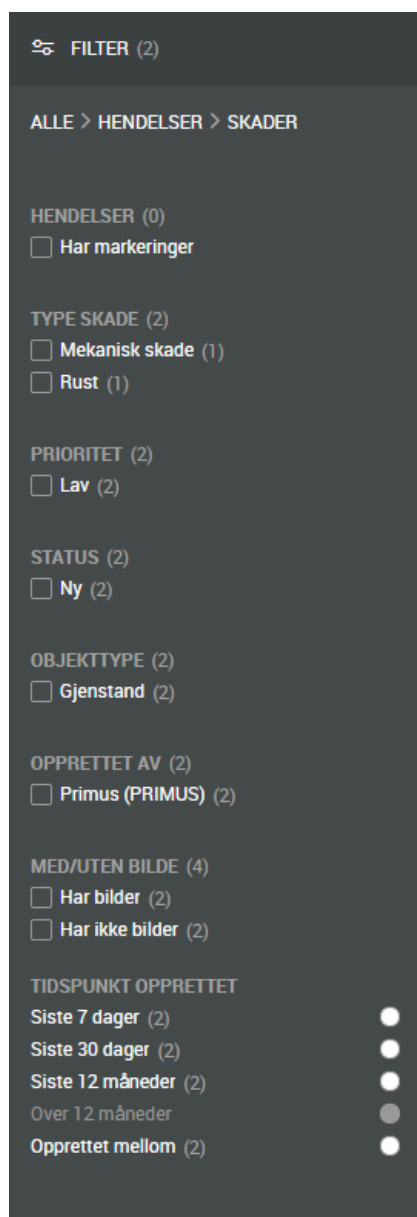 FILTER (2)
ALLE > HENDELSER > SKADER
HENDELSER (0)
Har markeringer
TYPE SKADE (2)
Mekanisk skade (1)
Rust (1)
PRIORITET (2)
Lav (2)
STATUS (2)
Ny (2)
OBJEKTTYPE (2)
Gjenstand (2)
OPPRETTET AV (2)
Primus (PRIMUS) (2)
MED/UTEN BILDE (4)
Har bilder (2)
Har ikke bilder (2)
TIDSPUNKT OPPRETTET
Siste 7 dager (2)
Siste 30 dager (2)
Siste 12 måneder (2)
Over 12 måneder
Opprettet mellom (2)